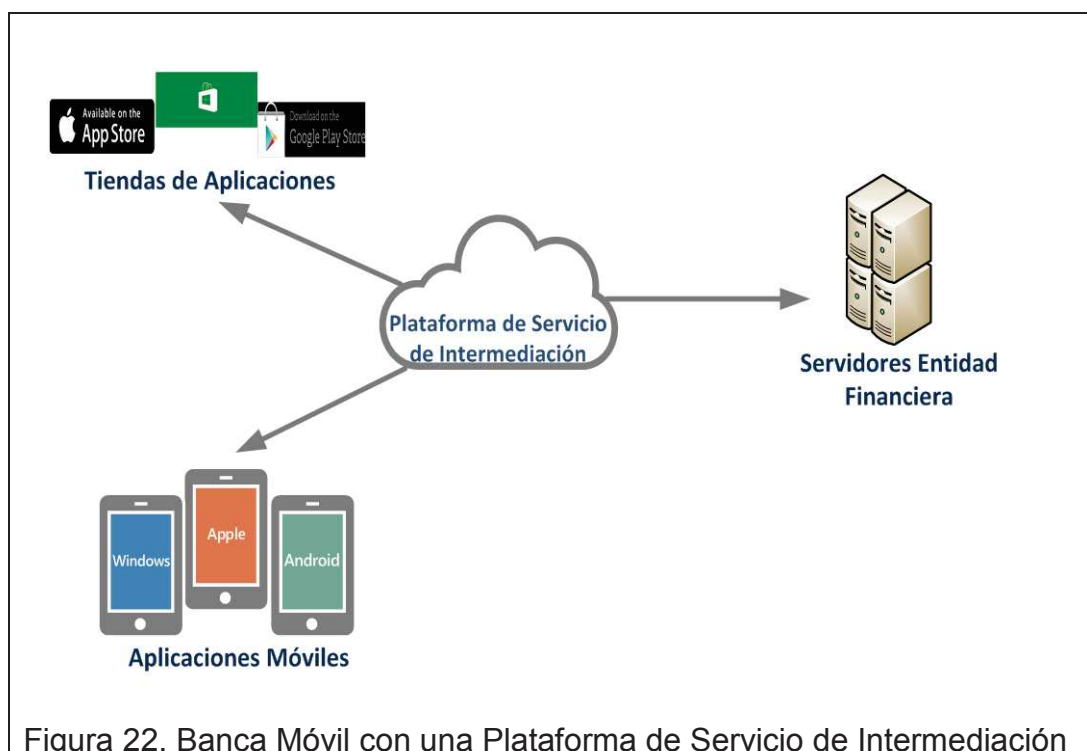 Available on the
App Store
Download on the
Google Play Store
Tiendas de Aplicaciones
Plataforma de Servicio
de Intermediación
Servidores Entidad
Financiera
Windows
Apple
Android
Aplicaciones Móviles
Figura 22. Banca Móvil con una Plataforma de Servicio de Intermediación